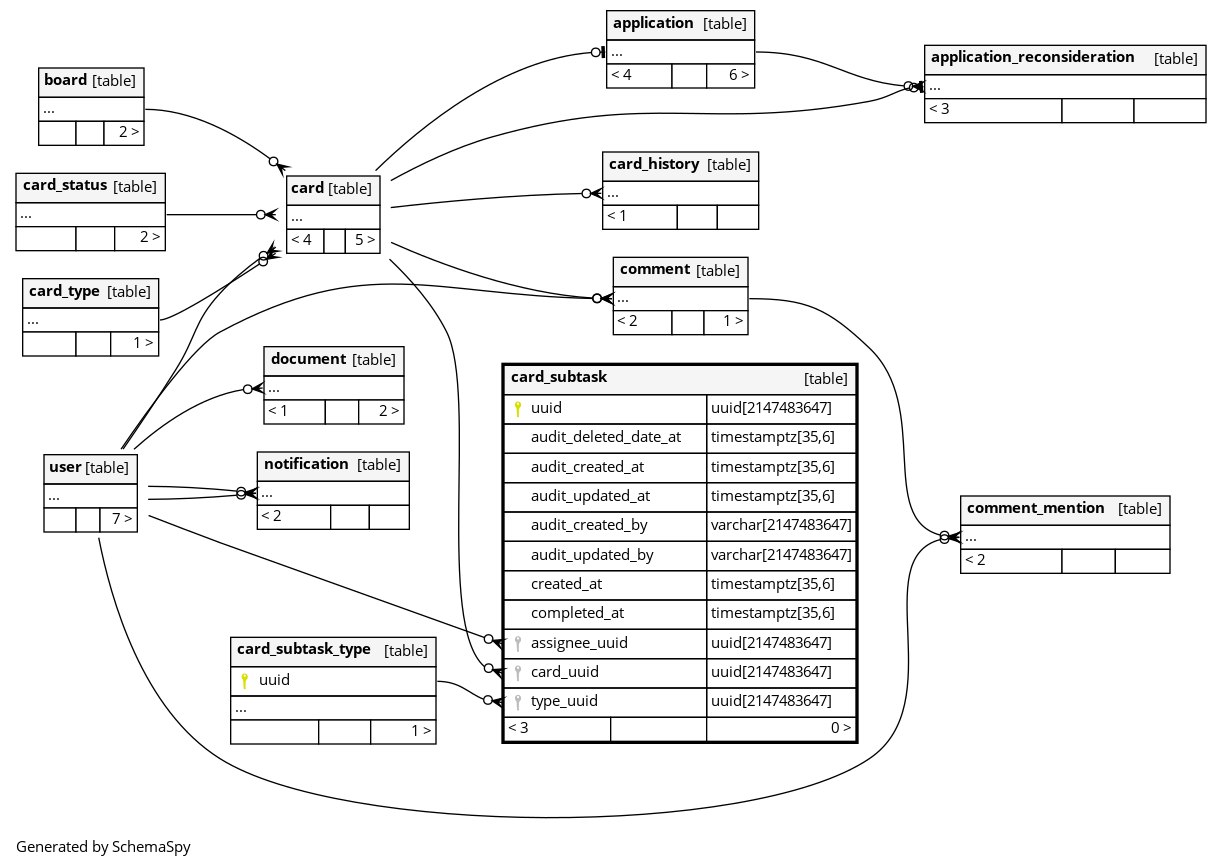 application [table]
...
< 4 6 >
application_reconsideration [table]
...
< 3
board [table]
...
2 >
card_history [table]
...
< 1
card_status [table]
...
2 >
card [table]
...
< 4 5 >
comment [table]
...
< 2 1 >
card_type [table]
...
1 >
document [table]
...
< 1 2 >
user [table]
...
7 >
notification [table]
...
< 2
card_subtask [table]
uuid uuid[2147483647]
audit_deleted_date_at timestamptz[35,6]
audit_created_at timestamptz[35,6]
audit_updated_at timestamptz[35,6]
audit_created_by varchar[2147483647]
audit_updated_by varchar[2147483647]
created_at timestamptz[35,6]
completed_at timestamptz[35,6]
assignee_uuid uuid[2147483647]
card_uuid uuid[2147483647]
type_uuid uuid[2147483647]
< 3 0 >
comment_mention [table]
...
< 2
card_subtask_type [table]
uuid
...
1 >
Generated by SchemaSpy